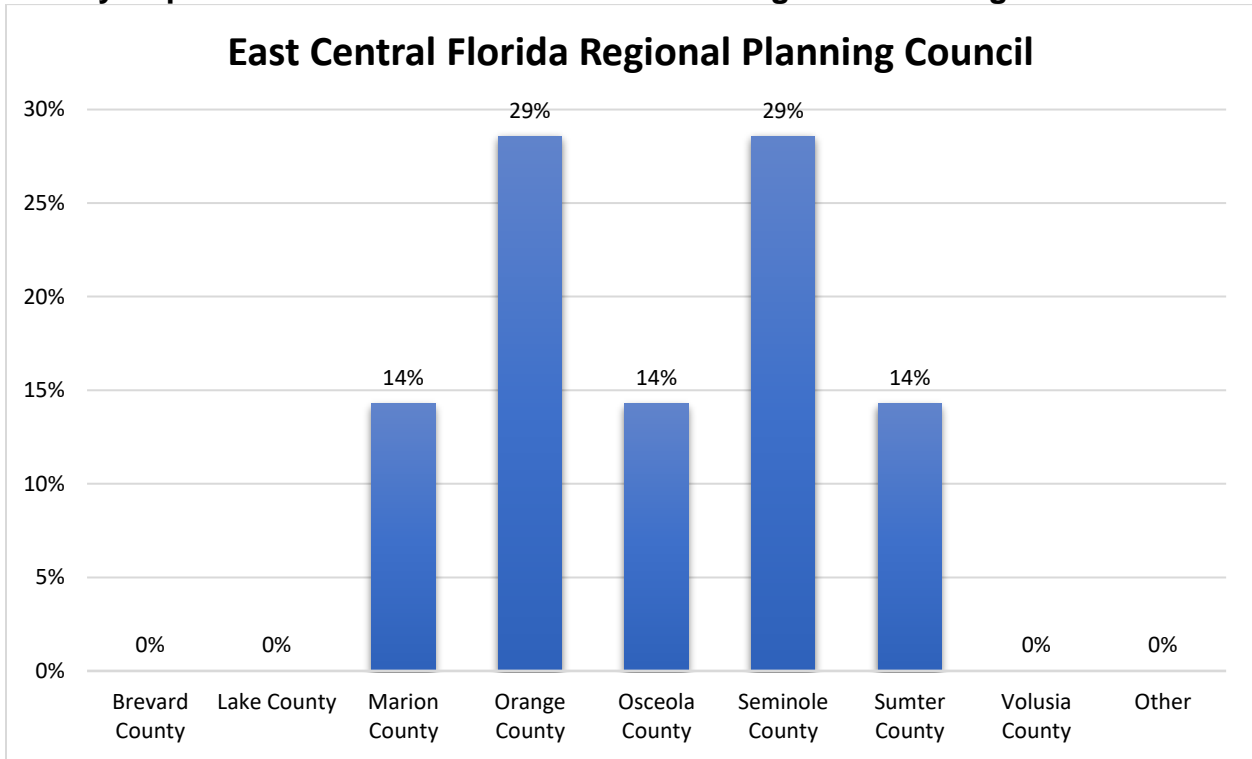 East Central Florida Regional Planning Council
30%
25%
20%
15%
10%
5%
0%
0%
0%
14%
29%
14%
29%
14%
0%
0%
Brevard
County
Lake County
Marion
County
Orange
County
Osceola
County
Seminole
County
Sumter
County
Volusia
County
Other